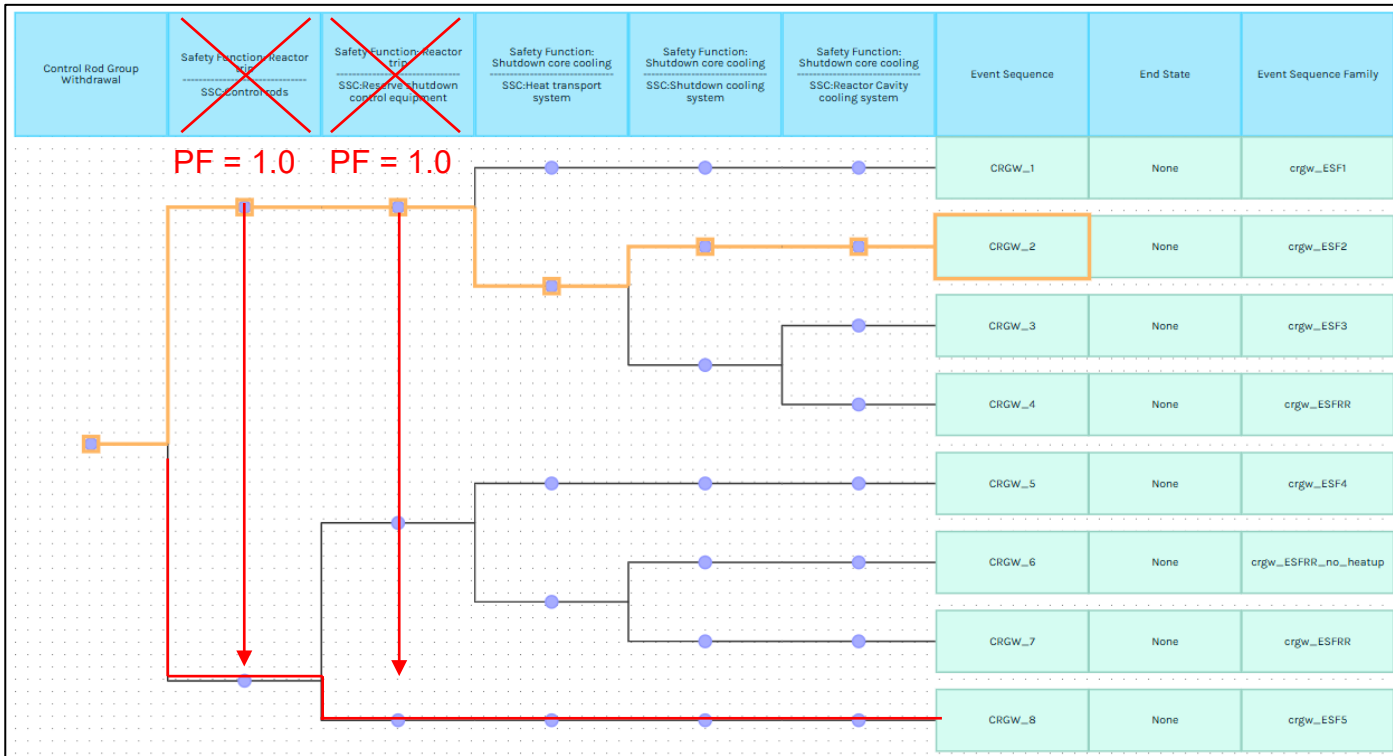 Control Rod Group
Withdrawal
Safety Function: Reactor
trip
SSC:Control rods
Safety Function: Reactor
trip
SSC:Reserve shutdown
control equipment
Safety Function:
Shutdown core cooling
SSC:Heat transport
system
Safety Function:
Shutdown core cooling
SSC:Shutdown cooling
system
Safety Function:
Shutdown core cooling
SSC:Reactor Cavity
cooling system
Event Sequence
End State
Event Sequence Family
PF = 1.0 PF = 1.0
CRGW_1 None crgw_ESF1
CRGW_2 None crgw_ESF2
CRGW_3 None crgw_ESF3
CRGW_4 None crgw_ESFRR
CRGW_5 None crgw_ESF4
CRGW_6 None crgw_ESFRR_no_heatup
CRGW_7 None crgw_ESFRR
CRGW_8 None crgw_ESF5